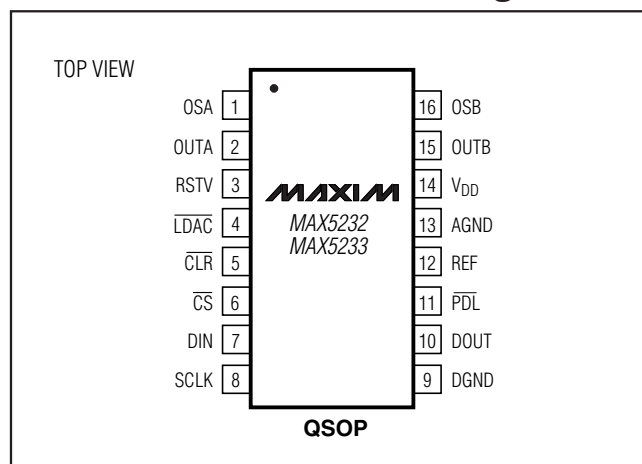 TOP VIEW
OSA 1
16 OSB
OUTA 2
15 OUTB
RSTV 3
14 VDD
MAXIM
LDAC 4
MAX5232
13 AGND
MAX5233
CLR 5
12 REF
CS 6
11 PDL
DIN 7
10 DOUT
SCLK 8
9 DGND
QSOP